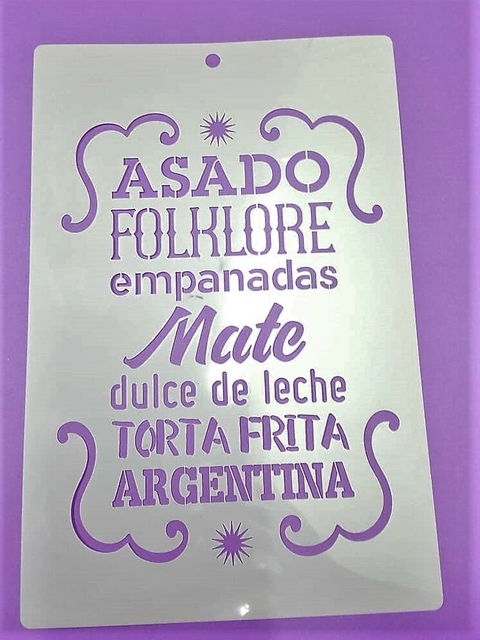 ASADO
FOLKLORE
empanadas
Mate
dulce de leche
TORTA FRITA
ARGENTINA